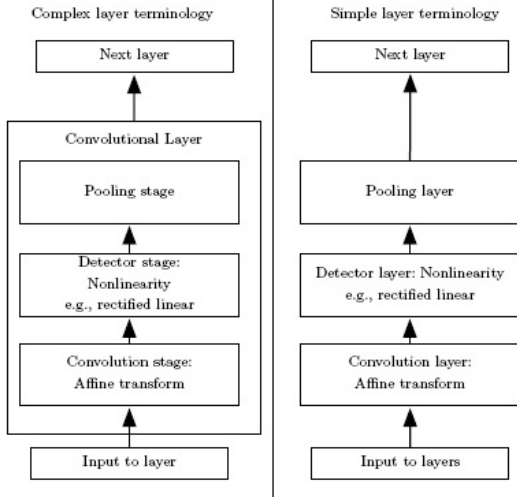 Complex layer terminology
Next layer
Convolutional Layer
Pooling stage
Detector stage:
Nonlinearity
e.g., rectified linear
Convolution stage:
Affine transform
Input to layer
Simple layer terminology
Next layer
Pooling layer
Detector layer: Nonlinearity
e.g., rectified linear
Convolution layer:
Affine transform
Input to layers